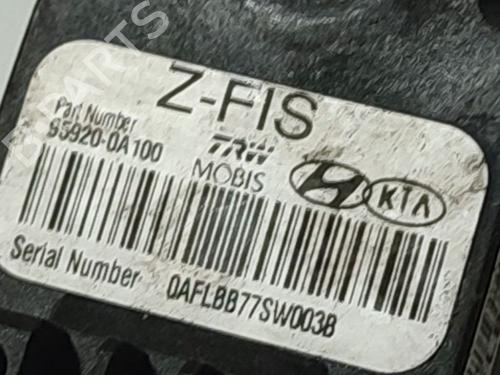 Z-FIS
Part Number
95920-0A100
TRW
MOBIS
KIA
Serial Number 0AFLBB77SW003B